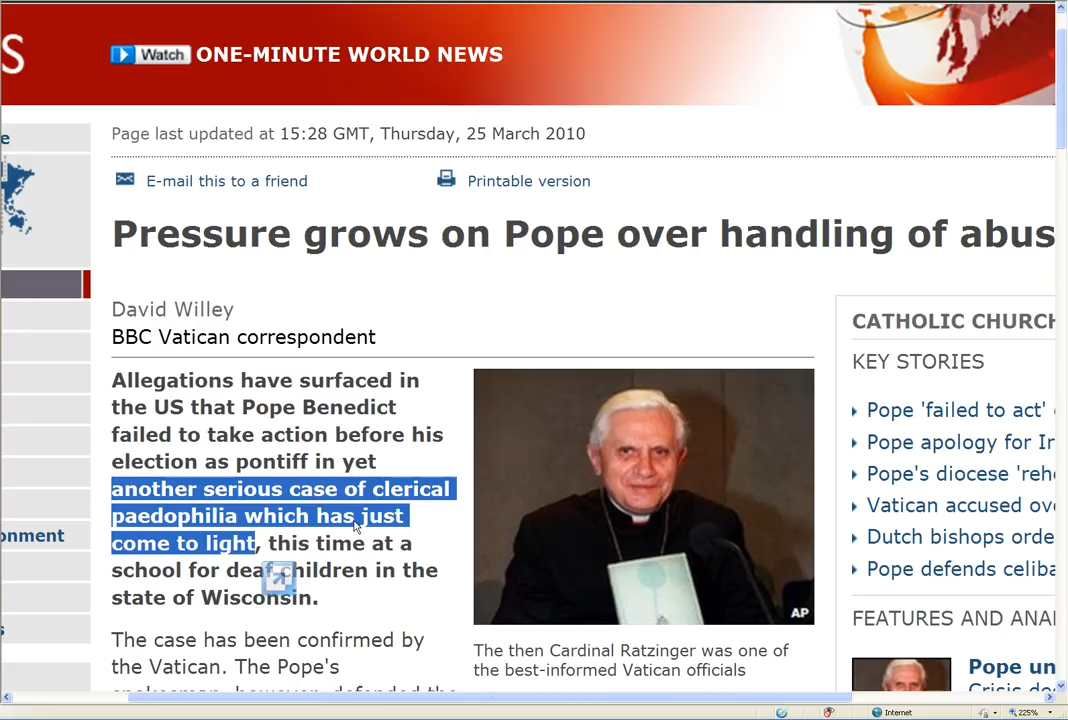 S
Watch ONE-MINUTE WORLD NEWS
e
Page last updated at 15:28 GMT, Thursday, 25 March 2010
E-mail this to a friend
Printable version
Pressure grows on Pope over handling of abus
David Willey
BBC Vatican correspondent
Allegations have surfaced in
the US that Pope Benedict
failed to take action before his
election as pontiff in yet
another serious case of clerical
paedophilia which has just
come to light, this time at a
school for deaf children in the
state of Wisconsin.
The case has been confirmed by
the Vatican. The Pope's
spokesman, however, defended the
AP
The then Cardinal Ratzinger was one of
the best-informed Vatican officials
CATHOLIC CHURCH
KEY STORIES
Pope 'failed to act'
Pope apology for Ir
Pope's diocese 'reh
Vatican accused ov
Dutch bishops orde
Pope defends celiba
FEATURES AND ANA
Pope un
Crisis de
onment
s
Internet
225%